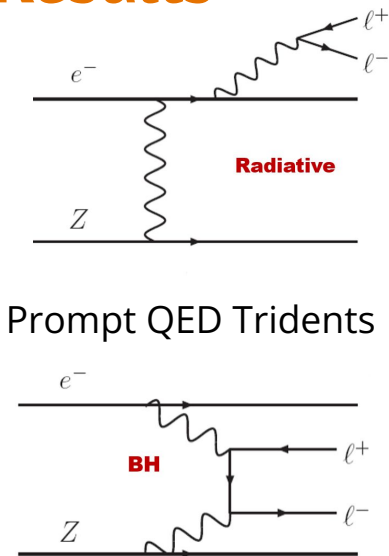 Results
ℓ⁺
e⁻
ℓ⁻
Radiative
Z
Prompt QED Tridents
e⁻
ℓ⁺
BH
ℓ⁻
Z